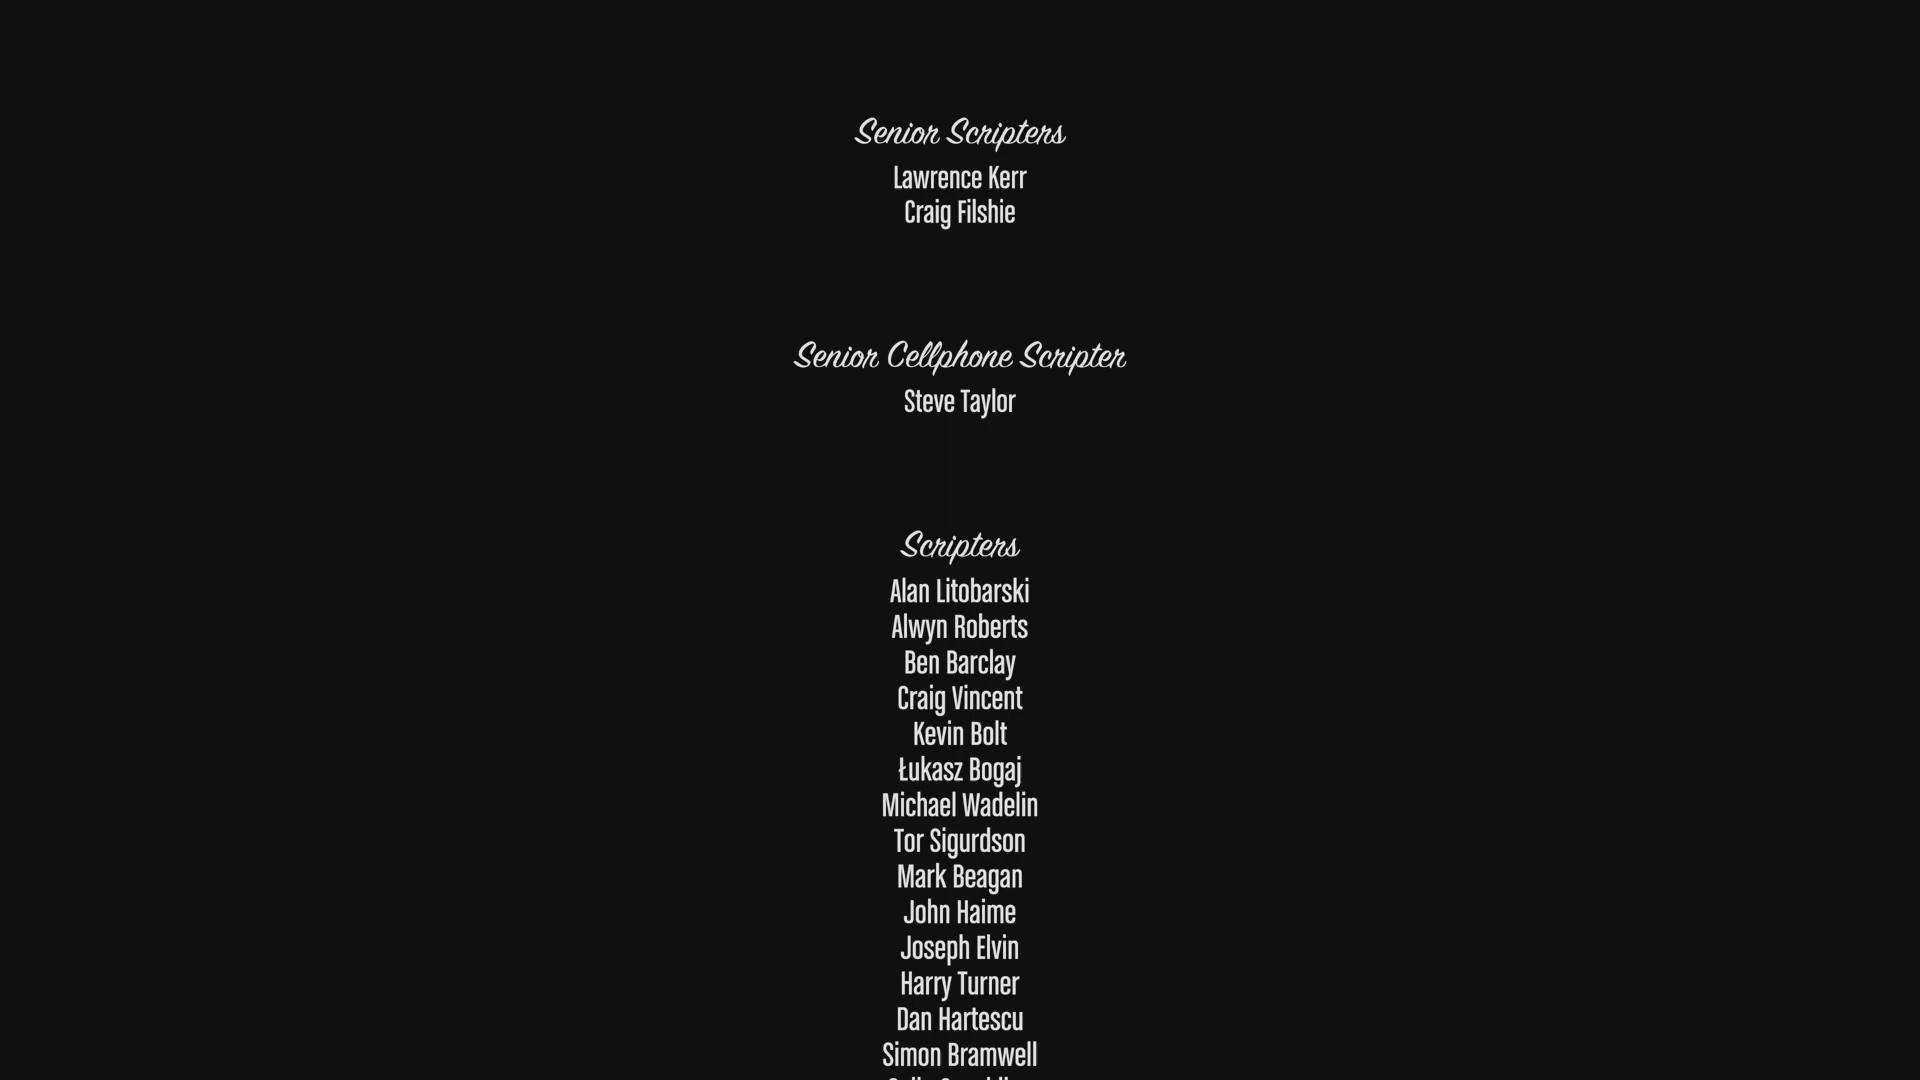 Senior Scripters
Lawrence Kerr
Craig Filshie
Senior Cellphone Scripter
Steve Taylor
Scripters
Alan Litobarski
Alwyn Roberts
Ben Barclay
Craig Vincent
Kevin Bolt
Łukasz Bogaj
Michael Wadelin
Tor Sigurdson
Mark Beagan
John Haime
Joseph Elvin
Harry Turner
Dan Hartescu
Simon Bramwell